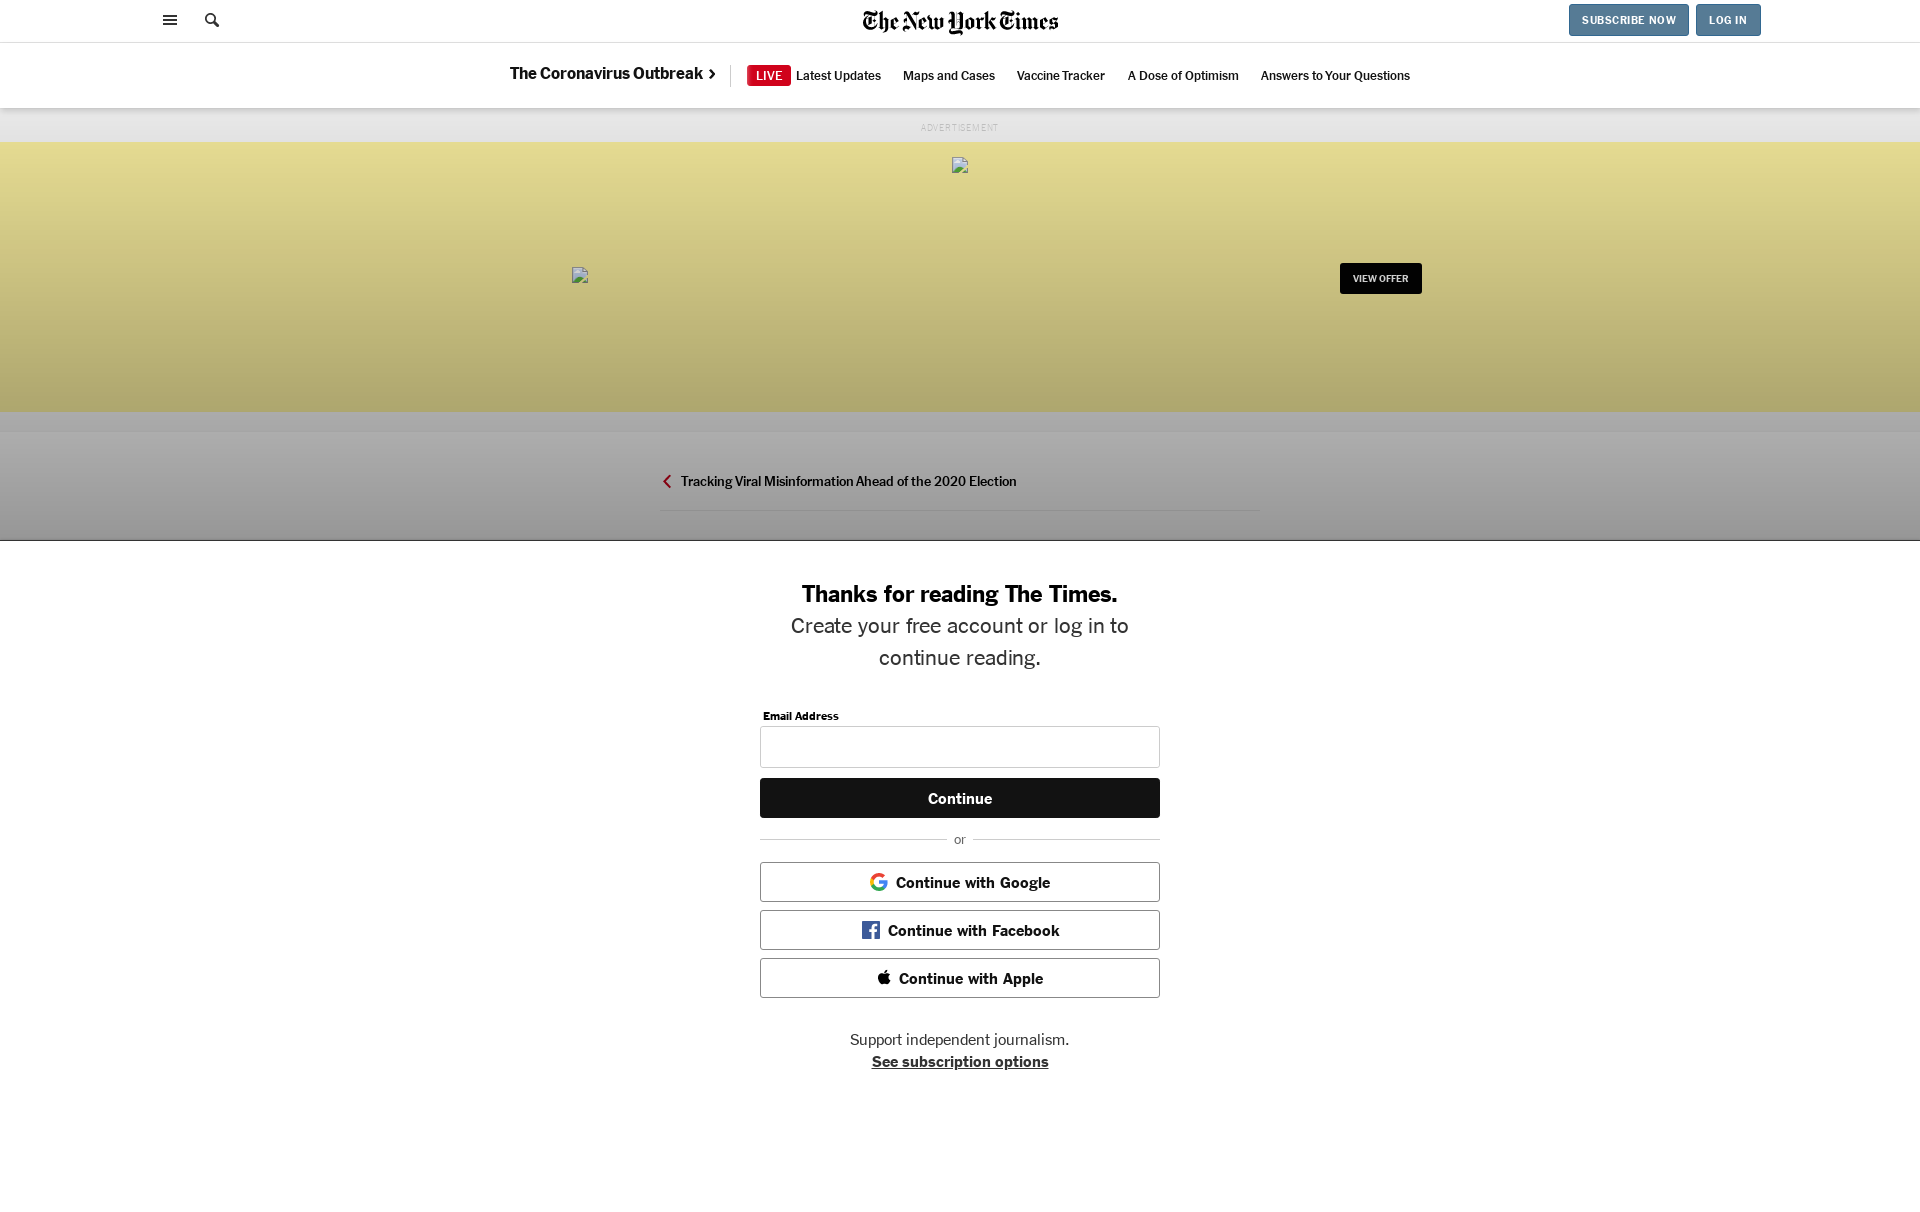 The New York Times
SUBSCRIBE NOW
LOG IN
The Coronavirus Outbreak
LIVE Latest Updates
Maps and Cases
Vaccine Tracker
A Dose of Optimism
Answers to Your Questions
ADVERTISEMENT
VIEW OFFER
Tracking Viral Misinformation Ahead of the 2020 Election
Thanks for reading The Times.
Create your free account or log in to
continue reading.
Email Address
Continue
or
Continue with Google
Continue with Facebook
Continue with Apple
Support independent journalism.
See subscription options